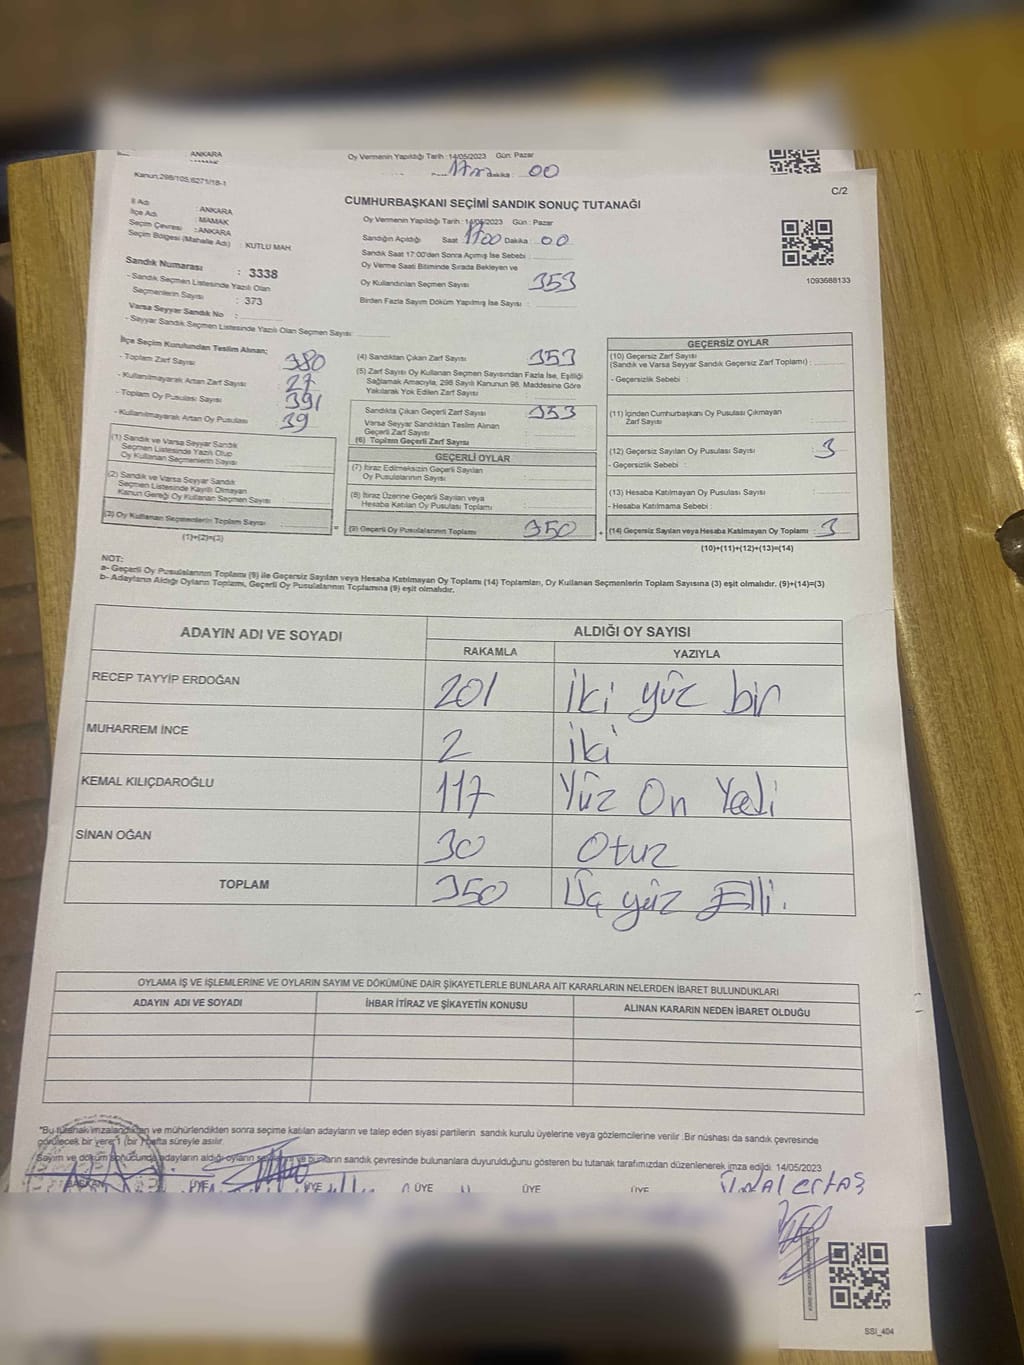 ANKARA
Oy Vermenin Yapıldığı Tarih :14/05/2023 Gün: Pazar
17 Dakika : 00
Kanun:298/105,6271/18-1
C/2
CUMHURBAŞKANI SEÇİMİ SANDIK SONUÇ TUTANAĞI
İl Adı : ANKARA
İlçe Adı : MAMAK
Seçim Çevresi : ANKARA
Seçim Bölgesi (Mahalle Adı) : KUTLU MAH
Oy Vermenin Yapıldığı Tarih : 14/05/2023 Gün : Pazar
Sandığın Açıldığı Saat 1700 Dakika : 00
Sandık Saat 17:00'den Sonra Açılmış İse Sebebi :
Oy Verme Saati Bitiminde Sırada Bekleyen ve
Oy Kullandırılan Seçmen Sayısı 353
Birden Fazla Sayım Döküm Yapılmış İse Sayısı :
1093688133
Sandık Numarası : 3338
- Sandık Seçmen Listesinde Yazılı Olan
Seçmenlerin Sayısı : 373
Varsa Seyyar Sandık No :
- Seyyar Sandık Seçmen Listesinde Yazılı Olan Seçmen Sayısı:
İlçe Seçim Kurulundan Teslim Alınan;
- Toplam Zarf Sayısı 380
- Kullanılmayarak Artan Zarf Sayısı : 27
- Toplam Oy Pusulası Sayısı 391
- Kullanılmayarak Artan Oy Pusulası 39
(1) Sandık ve Varsa Seyyar Sandık
Seçmen Listesinde Yazılı Olup
Oy Kullanan Seçmenlerin Sayısı
(2) Sandık ve Varsa Seyyar Sandık
Seçmen Listesinde Kayıtlı Olmayan
Kanun Gereği Oy Kullanan Seçmen Sayısı :
(3) Oy Kullanan Seçmenlerin Toplam Sayısı
(1)+(2)=(3)
(4) Sandıktan Çıkan Zarf Sayısı 353
(5) Zarf Sayısı Oy Kullanan Seçmen Sayısından Fazla İse, Eşitliği
Sağlamak Amacıyla, 298 Sayılı Kanunun 98. Maddesine Göre
Yakılarak Yok Edilen Zarf Sayısı
Sandıkta Çıkan Geçerli Zarf Sayısı 353
Varsa Seyyar Sandıktan Teslim Alınan
Geçerli Zarf Sayısı
(6) Toplam Geçerli Zarf Sayısı
GEÇERLİ OYLAR
(7) İtiraz Edilmeksizin Geçerli Sayılan
Oy Pusulalarının Sayısı
(8) İtiraz Üzerine Geçerli Sayılan veya
Hesaba Katılan Oy Pusulası Toplamı
= (9) Geçerli Oy Pusulalarının Toplamı 350 +
GEÇERSİZ OYLAR
(10) Geçersiz Zarf Sayısı
(Sandık ve Varsa Seyyar Sandık Geçersiz Zarf Toplamı) :
- Geçersizlik Sebebi :
(11) İçinden Cumhurbaşkanı Oy Pusulası Çıkmayan
Zarf Sayısı
(12) Geçersiz Sayılan Oy Pusulası Sayısı 3
- Geçersizlik Sebebi :
(13) Hesaba Katılmayan Oy Pusulası Sayısı
- Hesaba Katılmama Sebebi :
(14) Geçersiz Sayılan veya Hesaba Katılmayan Oy Toplamı : 3
(10)+(11)+(12)+(13)=(14)
NOT:
a- Geçerli Oy Pusulalarının Toplamı (9) ile Geçersiz Sayılan veya Hesaba Katılmayan Oy Toplamı (14) Toplamları, Oy Kullanan Seçmenlerin Toplam Sayısına (3) eşit olmalıdır. (9)+(14)=(3)
b- Adayların Aldığı Oyların Toplamı, Geçerli Oy Pusulalarının Toplamına (9) eşit olmalıdır.
ADAYIN ADI VE SOYADI ALDIĞI OY SAYISI
RAKAMLA YAZIYLA
RECEP TAYYİP ERDOĞAN 201 İki yüz bir
MUHARREM İNCE 2 İki
KEMAL KILIÇDAROĞLU 117 Yüz On Yedi
SİNAN OĞAN 30 Otuz
TOPLAM 350 Üç yüz Elli.
OYLAMA İŞ VE İŞLEMLERİNE VE OYLARIN SAYIM VE DÖKÜMÜNE DAİR ŞİKAYETLERLE BUNLARA AİT KARARLARIN NELERDEN İBARET BULUNDUKLARI
ADAYIN ADI VE SOYADI İHBAR İTİRAZ VE ŞİKAYETİN KONUSU ALINAN KARARIN NEDEN İBARET OLDUĞU
"Bu tutanak imzalandıktan ve mühürlendikten sonra seçime katılan adayların ve talep eden siyasi partilerin sandık kurulu üyelerine veya gözlemcilerine verilir. Bir nüshası da sandık çevresinde
görülecek bir yere 1 (bir) hafta süreyle asılır.
Sayım ve döküm sonucunda adayların aldığı oyların ve bunların sandık çevresinde bulunanlara duyurulduğunu gösteren bu tutanak tarafımızdan düzenlenerek imza edildi. 14/05/2023
BAŞKAN ÜYE ÜYE ÜYE ÜYE ÜYE
SSI_404